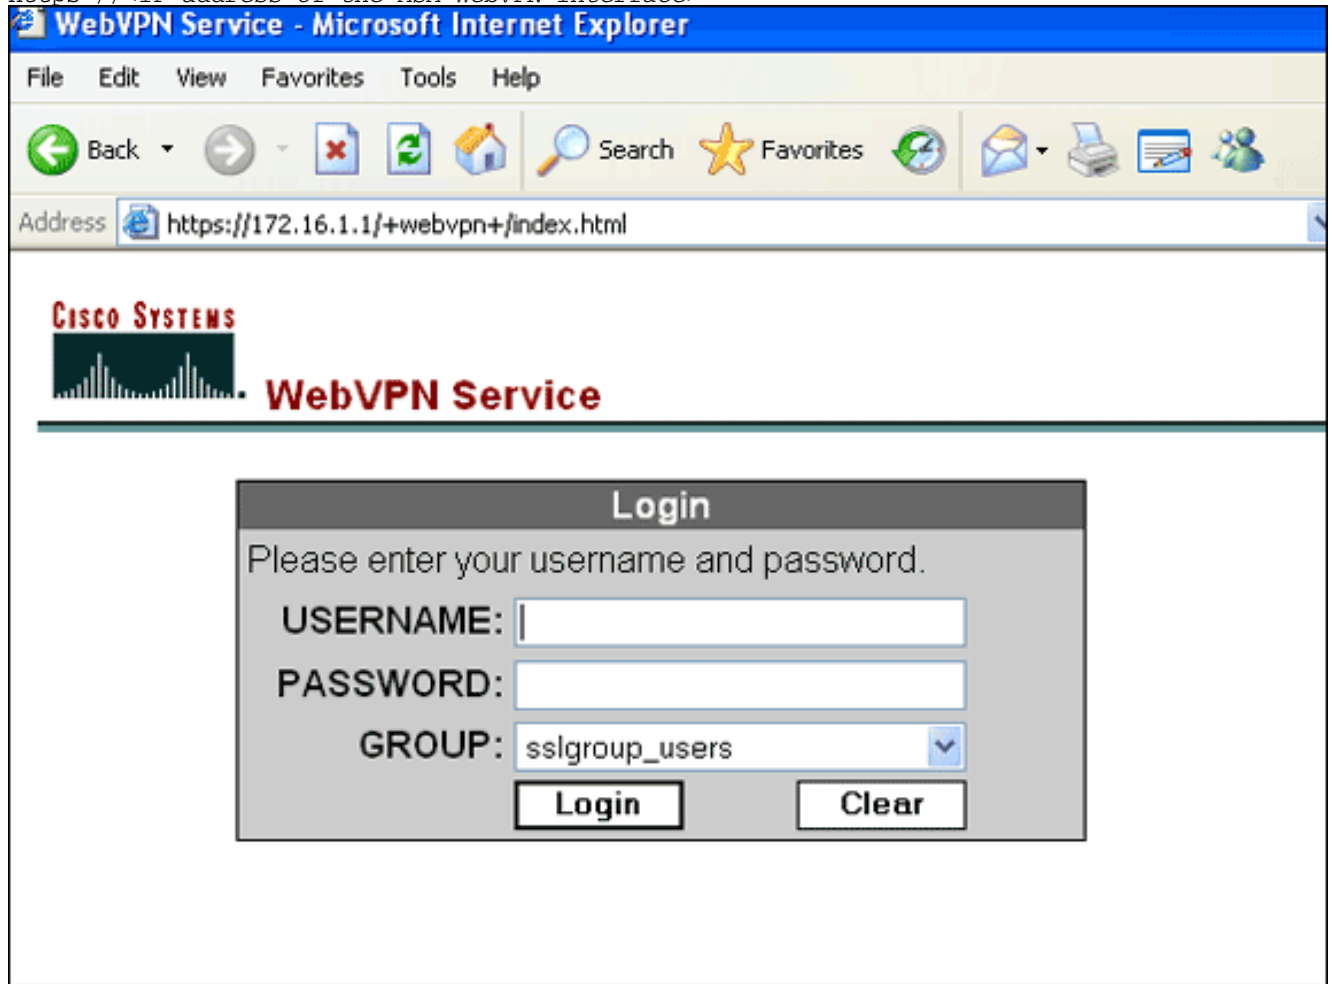 WebVPN Service - Microsoft Internet Explorer
File Edit View Favorites Tools Help
Back Search Favorites
Address https://172.16.1.1/+webvpn+/index.html
CISCO SYSTEMS
WebVPN Service
Login
Please enter your username and password.
USERNAME:
PASSWORD:
GROUP: sslgroup_users
Login Clear